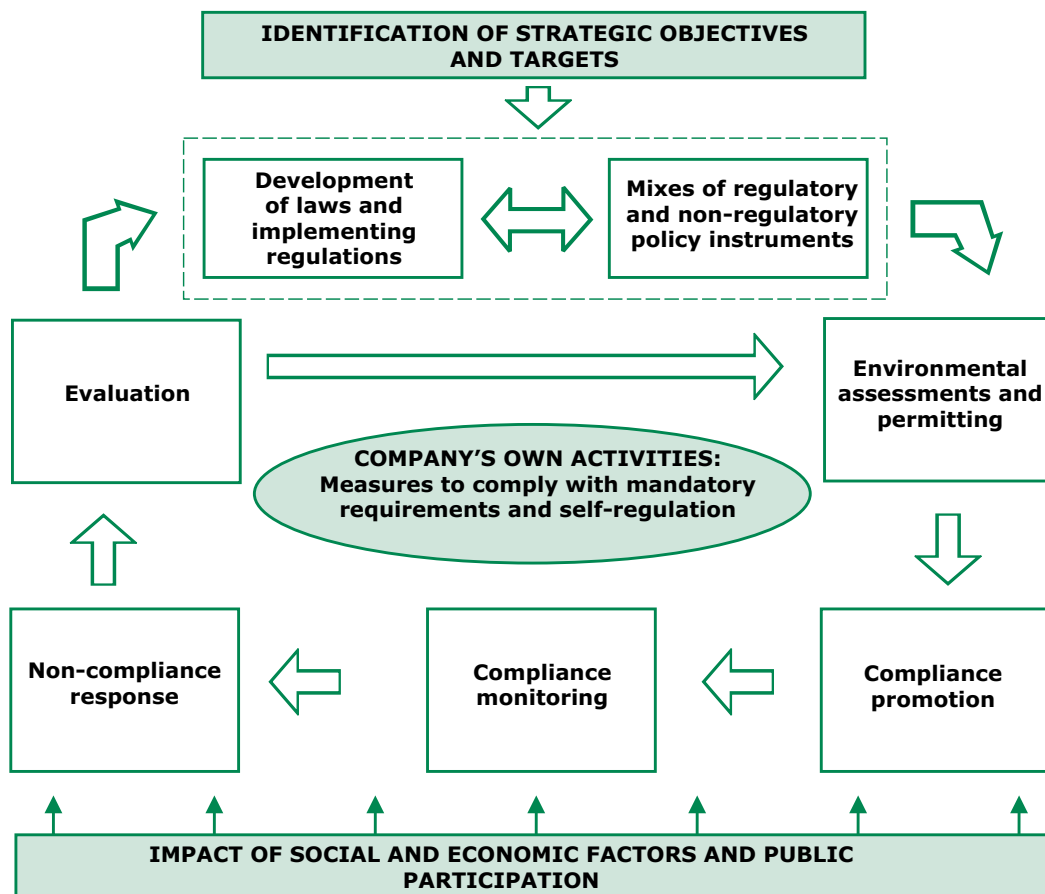 IDENTIFICATION OF STRATEGIC OBJECTIVES
AND TARGETS
Development
of laws and
implementing
regulations
Mixes of regulatory
and non-regulatory
policy instruments
Evaluation
Environmental
assessments and
permitting
COMPANY’S OWN ACTIVITIES:
Measures to comply with mandatory
requirements and self-regulation
Non-compliance
response
Compliance
monitoring
Compliance
promotion
IMPACT OF SOCIAL AND ECONOMIC FACTORS AND PUBLIC
PARTICIPATION